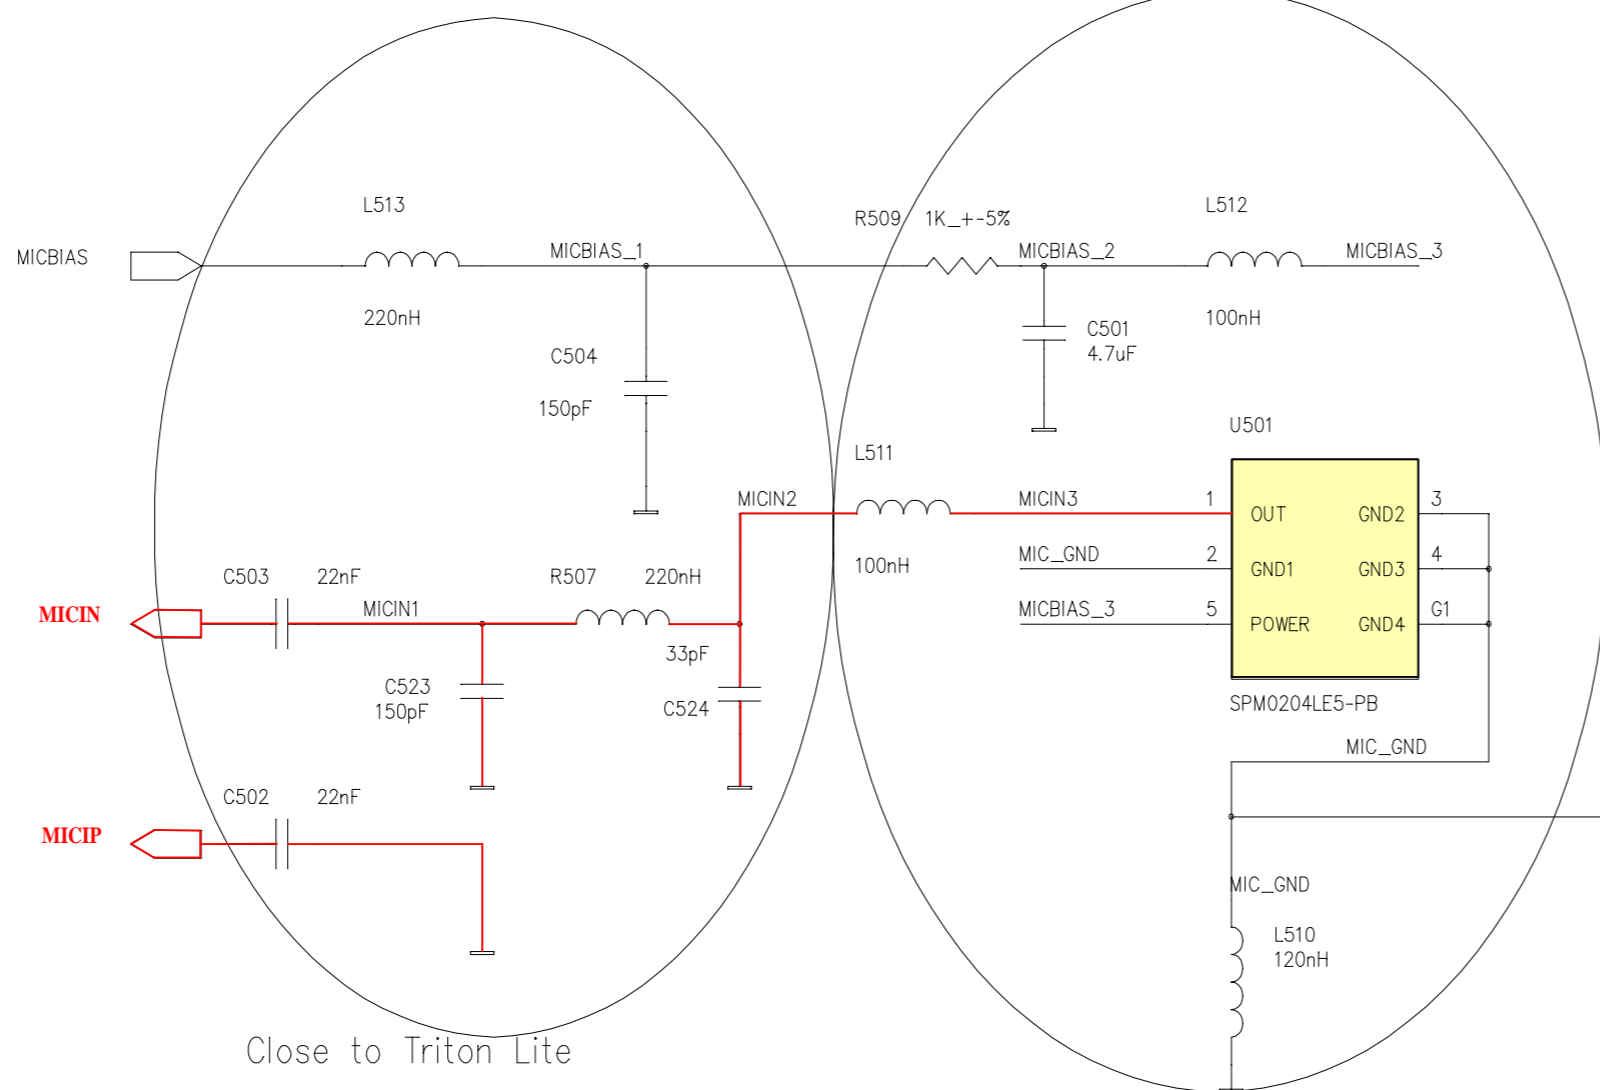 L513
L512
R509 1K_+-5%
MICBIAS
MICBIAS_1
MICBIAS_2
MICBIAS_3
220nH
100nH
C504
150pF
C501
4.7uF
U501
L511
MICIN2
MICIN3
1
OUT
GND2
3
100nH
MIC_GND
2
GND1
GND3
4
MICBIAS_3
5
POWER
GND4
G1
C503
22nF
R507
220nH
MICIN
MICIN1
33pF
C523
150pF
C524
SPM0204LE5-PB
MIC_GND
C502
22nF
MICIP
MIC_GND
L510
120nH
Close to Triton Lite